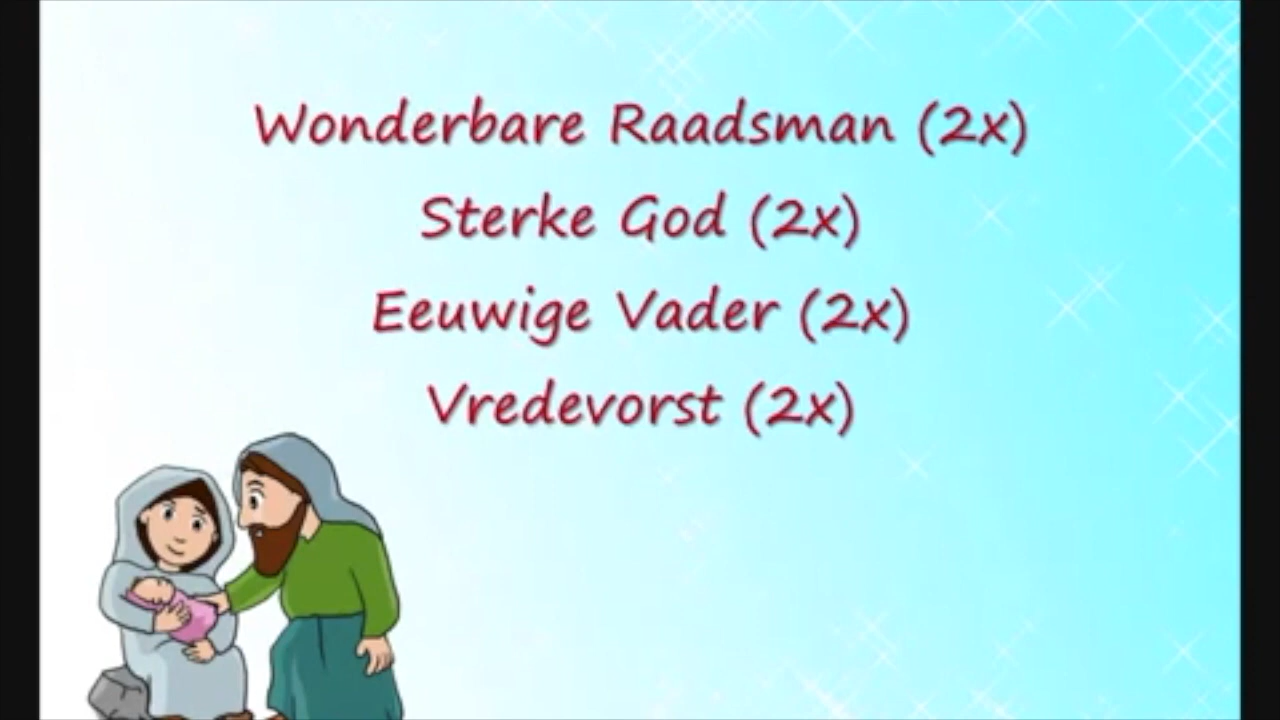 Wonderbare Raadsman (2x)
Sterke God (2x)
Eeuwige Vader (2x)
Vredevorst (2x)